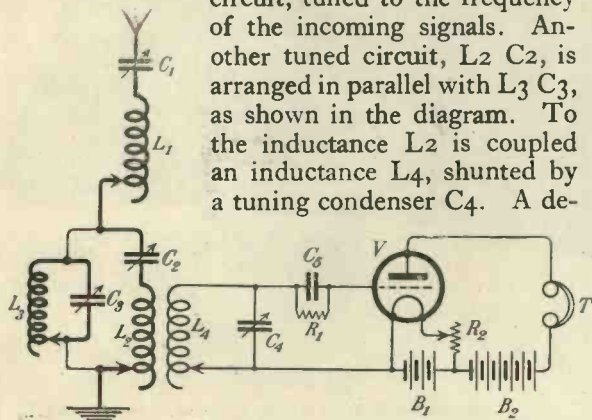 circuit, tuned to the frequency
of the incoming signals. An-
other tuned circuit, L2 C2, is
arranged in parallel with L3 C3,
as shown in the diagram. To
the inductance L2 is coupled
an inductance L4, shunted by
a tuning condenser C4. A de-
C1
L1
C2
L3
C3
L2
L4
C4
C5
R1
V
R2
T
B1
B2